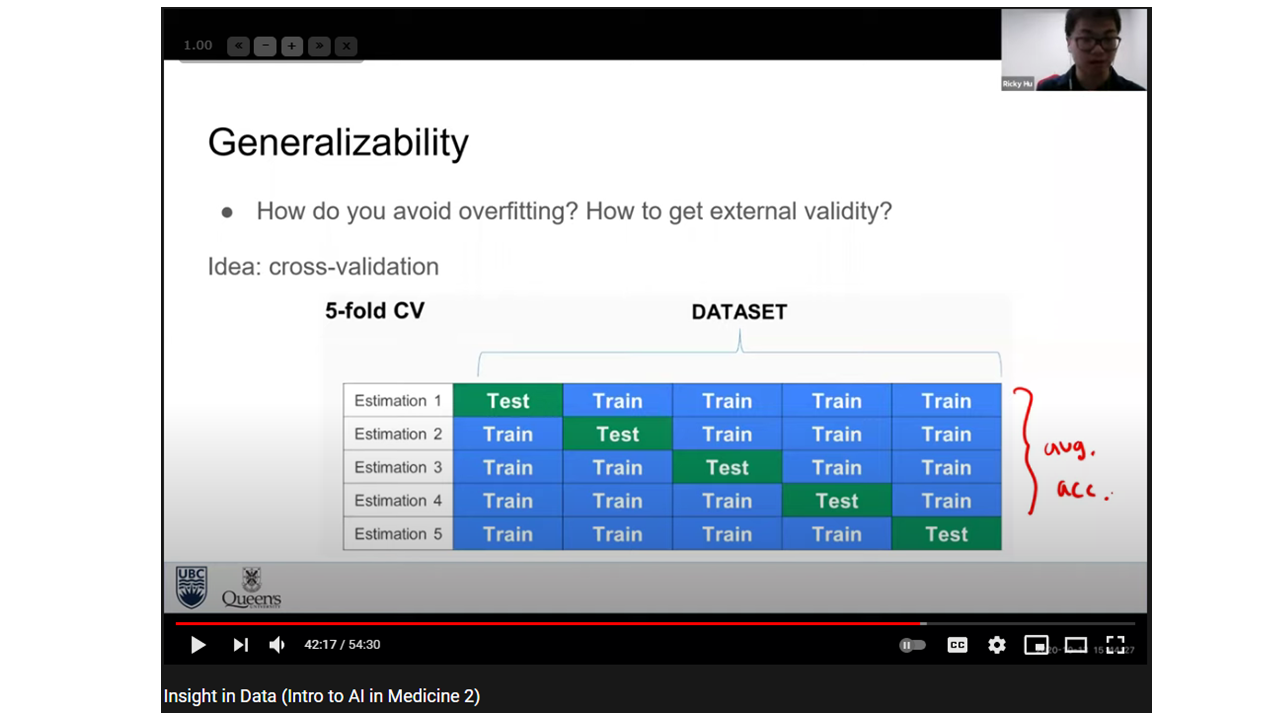 1.00 « − + » x
Ricky Hu
Generalizability
● How do you avoid overfitting? How to get external validity?
Idea: cross-validation
5-fold CV DATASET
Estimation 1 Test Train Train Train Train
Estimation 2 Train Test Train Train Train
Estimation 3 Train Train Test Train Train
Estimation 4 Train Train Train Test Train
Estimation 5 Train Train Train Train Test
avg.
acc.
UBC
Queen's
42:17 / 54:30
CC
Insight in Data (Intro to AI in Medicine 2)